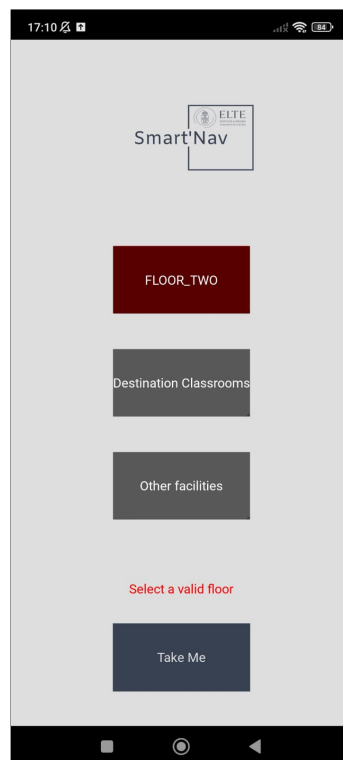 17:10
84
ELTE
Smart'Nav
FLOOR_TWO
Destination Classrooms
Other facilities
Select a valid floor
Take Me